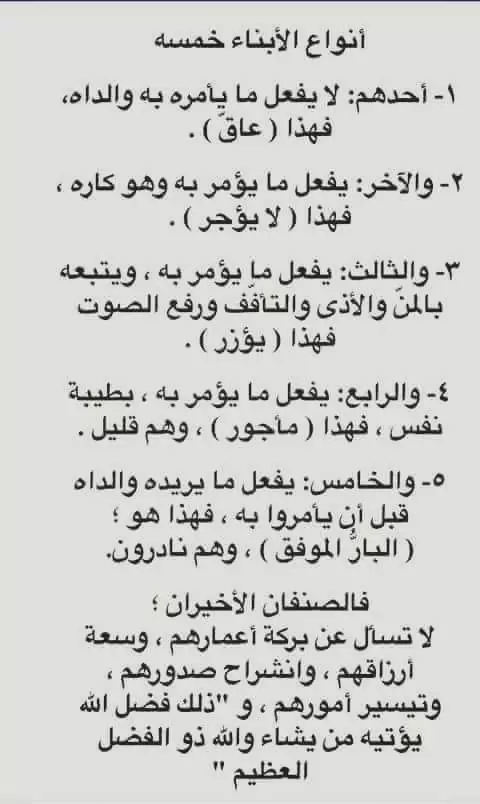 أنواع الأبناء خمسه
١- أحدهم: لا يفعل ما يأمره به والداه،
فهذا ( عاقّ ) .
٢- والآخر: يفعل ما يؤمر به وهو كاره ،
فهذا ( لا يؤجر ) .
٣- والثالث: يفعل ما يؤمر به ، ويتبعه
بالمنّ والأذى والتأفّف ورفع الصوت
فهذا ( يؤزر ) .
٤- والرابع: يفعل ما يؤمر به ، بطيبة
نفس ، فهذا ( مأجور ) ، وهم قليل .
٥- والخامس: يفعل ما يريده والداه
قبل أن يأمروا به ، فهذا هو ؛
( البارُّ الموفق ) ، وهم نادرون.
فالصنفان الأخيران ؛
لا تسأل عن بركة أعمارهم ، وسعة
أرزاقهم ، وانشراح صدورهم ،
وتيسير أمورهم ، و "ذلك فضل الله
يؤتيه من يشاء والله ذو الفضل
العظيم "